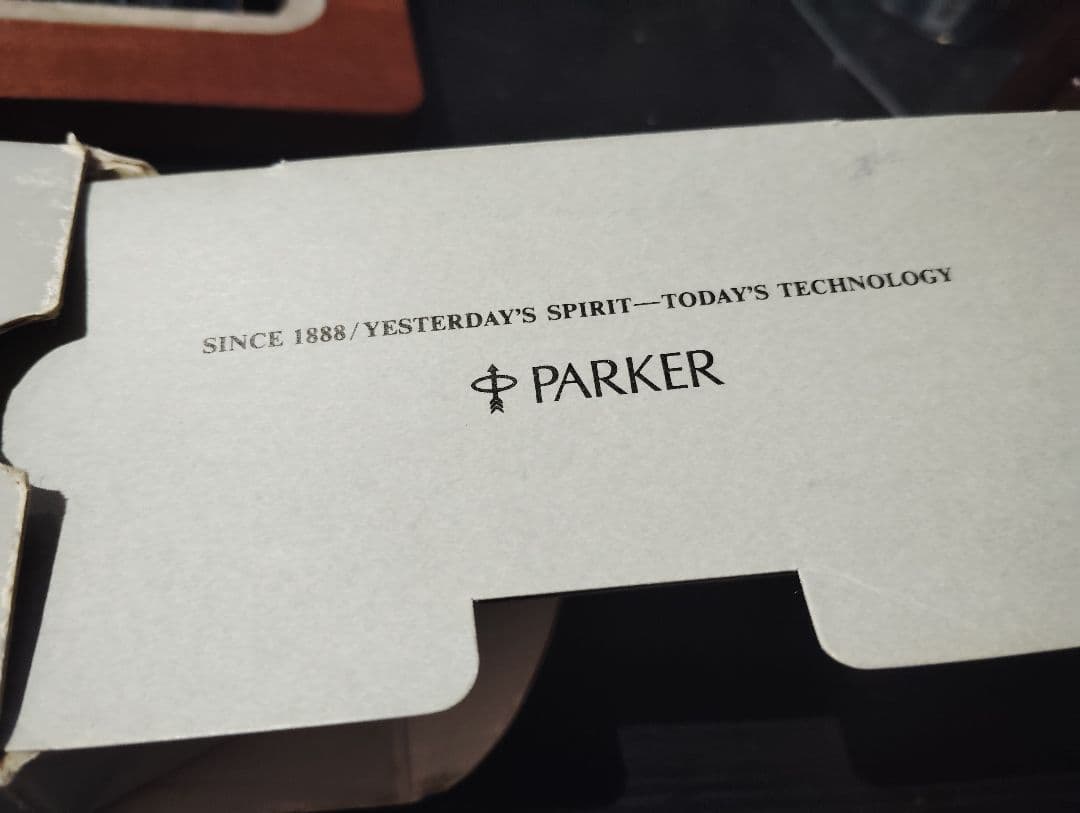 SINCE 1888/YESTERDAY'S SPIRIT—TODAY'S TECHNOLOGY
PARKER